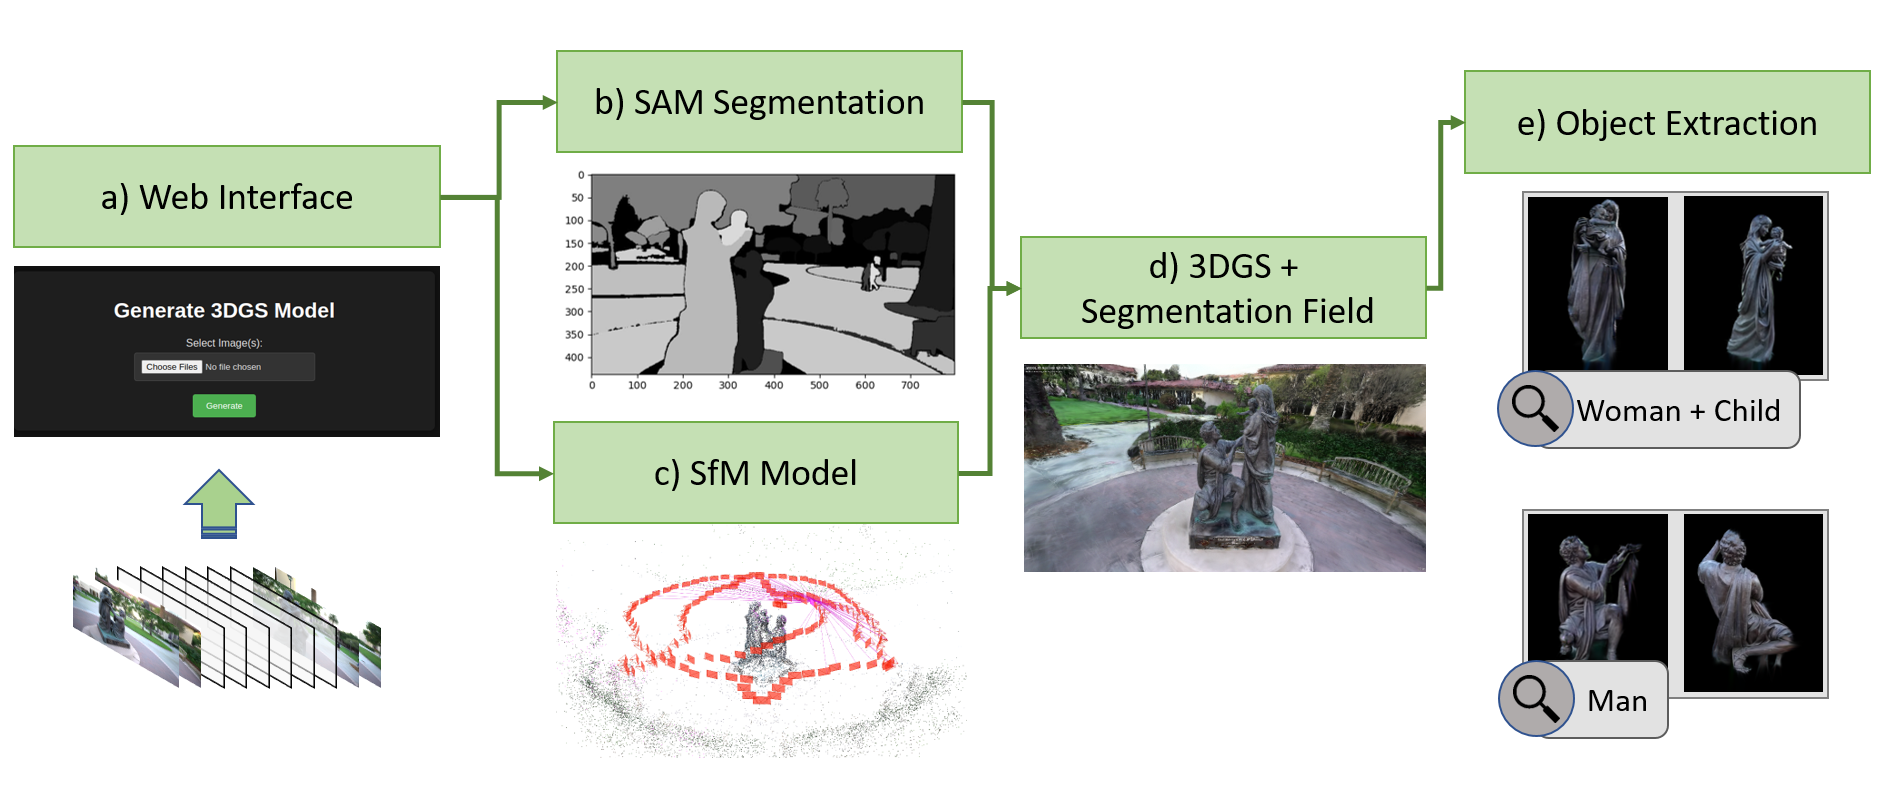 a) Web Interface
Generate 3DGS Model
Select Image(s):
Choose Files No file chosen
Generate
b) SAM Segmentation
0
50
100
150
200
250
300
350
400
0 100 200 300 400 500 600 700
c) SfM Model
d) 3DGS +
Segmentation Field
e) Object Extraction
Woman + Child
Man